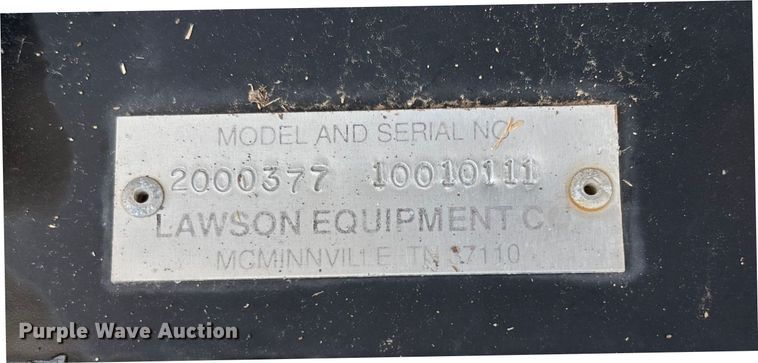 MODEL AND SERIAL NO
2000377 10010111
LAWSON EQUIPMENT CO
MCMINNVILLE TN 37110
Purple Wave Auction